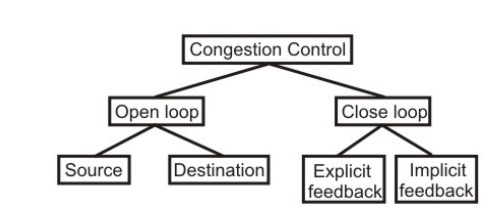 Congestion Control
Open loop
Close loop
Source
Destination
Explicit
feedback
Implicit
feedback